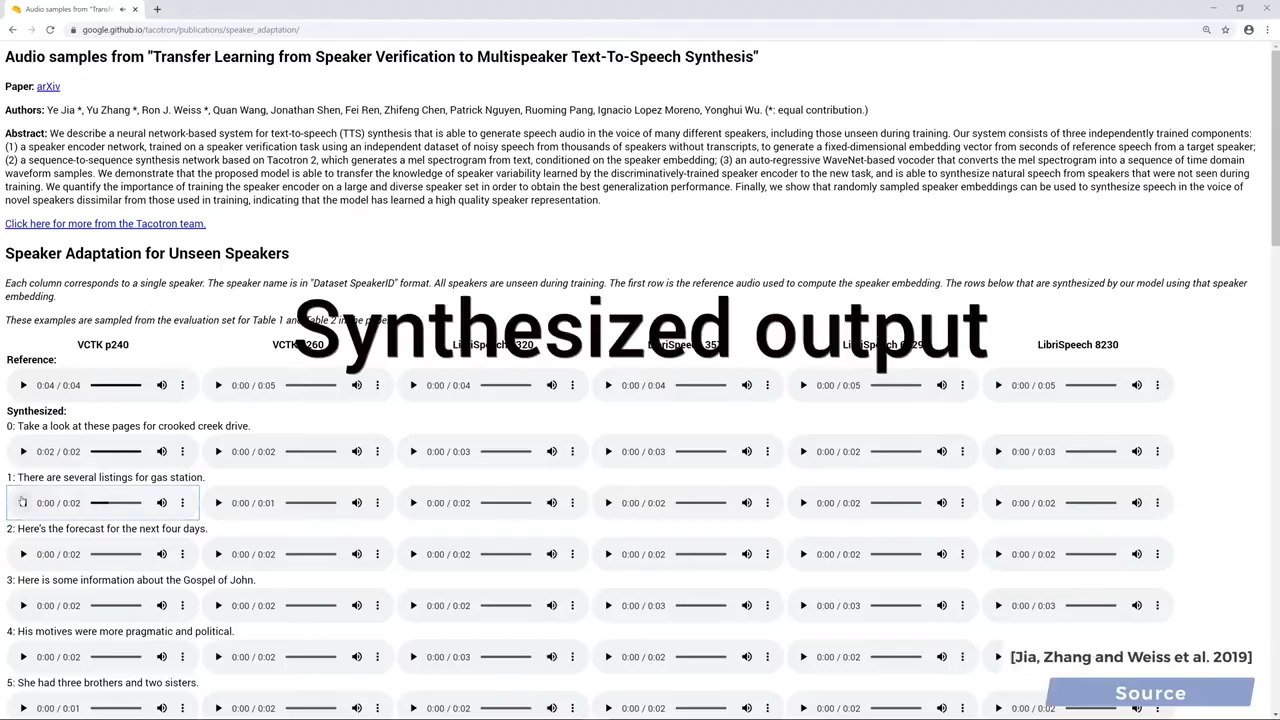 Audio samples from "Transf
google.github.io/tacotron/publications/speaker_adaptation/
Audio samples from "Transfer Learning from Speaker Verification to Multispeaker Text-To-Speech Synthesis"
Paper: arXiv
Authors: Ye Jia *, Yu Zhang *, Ron J. Weiss *, Quan Wang, Jonathan Shen, Fei Ren, Zhifeng Chen, Patrick Nguyen, Ruoming Pang, Ignacio Lopez Moreno, Yonghui Wu. (*: equal contribution.)
Abstract: We describe a neural network-based system for text-to-speech (TTS) synthesis that is able to generate speech audio in the voice of many different speakers, including those unseen during training. Our system consists of three independently trained components:
(1) a speaker encoder network, trained on a speaker verification task using an independent dataset of noisy speech from thousands of speakers without transcripts, to generate a fixed-dimensional embedding vector from seconds of reference speech from a target speaker;
(2) a sequence-to-sequence synthesis network based on Tacotron 2, which generates a mel spectrogram from text, conditioned on the speaker embedding; (3) an auto-regressive WaveNet-based vocoder that converts the mel spectrogram into a sequence of time domain
waveform samples. We demonstrate that the proposed model is able to transfer the knowledge of speaker variability learned by the discriminatively-trained speaker encoder to the new task, and is able to synthesize natural speech from speakers that were not seen during
training. We quantify the importance of training the speaker encoder on a large and diverse speaker set in order to obtain the best generalization performance. Finally, we show that randomly sampled speaker embeddings can be used to synthesize speech in the voice of
novel speakers dissimilar from those used in training, indicating that the model has learned a high quality speaker representation.
Click here for more from the Tacotron team.
Speaker Adaptation for Unseen Speakers
Each column corresponds to a single speaker. The speaker name is in "Dataset SpeakerID" format. All speakers are unseen during training. The first row is the reference audio used to compute the speaker embedding. The rows below that are synthesized by our model using that speaker
embedding.
These examples are sampled from the evaluation set for Table 1 and Table 2 in the
Synthesized output
VCTK p240 LibriSpeech 8230
Reference:
0:04 / 0:04 0:00 / 0:05 0:00 / 0:04 0:00 / 0:04 0:00 / 0:05 0:00 / 0:05
Synthesized:
0: Take a look at these pages for crooked creek drive.
0:02 / 0:02 0:00 / 0:02 0:00 / 0:03 0:00 / 0:03 0:00 / 0:02 0:00 / 0:03
1: There are several listings for gas station.
0:00 / 0:02 0:00 / 0:01 0:00 / 0:02 0:00 / 0:02 0:00 / 0:02 0:00 / 0:02
2: Here's the forecast for the next four days.
0:00 / 0:02 0:00 / 0:02 0:00 / 0:02 0:00 / 0:02 0:00 / 0:02 0:00 / 0:02
3: Here is some information about the Gospel of John.
0:00 / 0:02 0:00 / 0:02 0:00 / 0:02 0:00 / 0:03 0:00 / 0:03 0:00 / 0:03
4: His motives were more pragmatic and political.
0:00 / 0:02 0:00 / 0:02 0:00 / 0:03 0:00 / 0:02 0:00 / 0:02
[Jia, Zhang and Weiss et al. 2019]
5: She had three brothers and two sisters.
0:00 / 0:01 0:00 / 0:02 0:00 / 0:02 0:00 / 0:02 0:00 / 0:02 0:00 / 0:02
Source